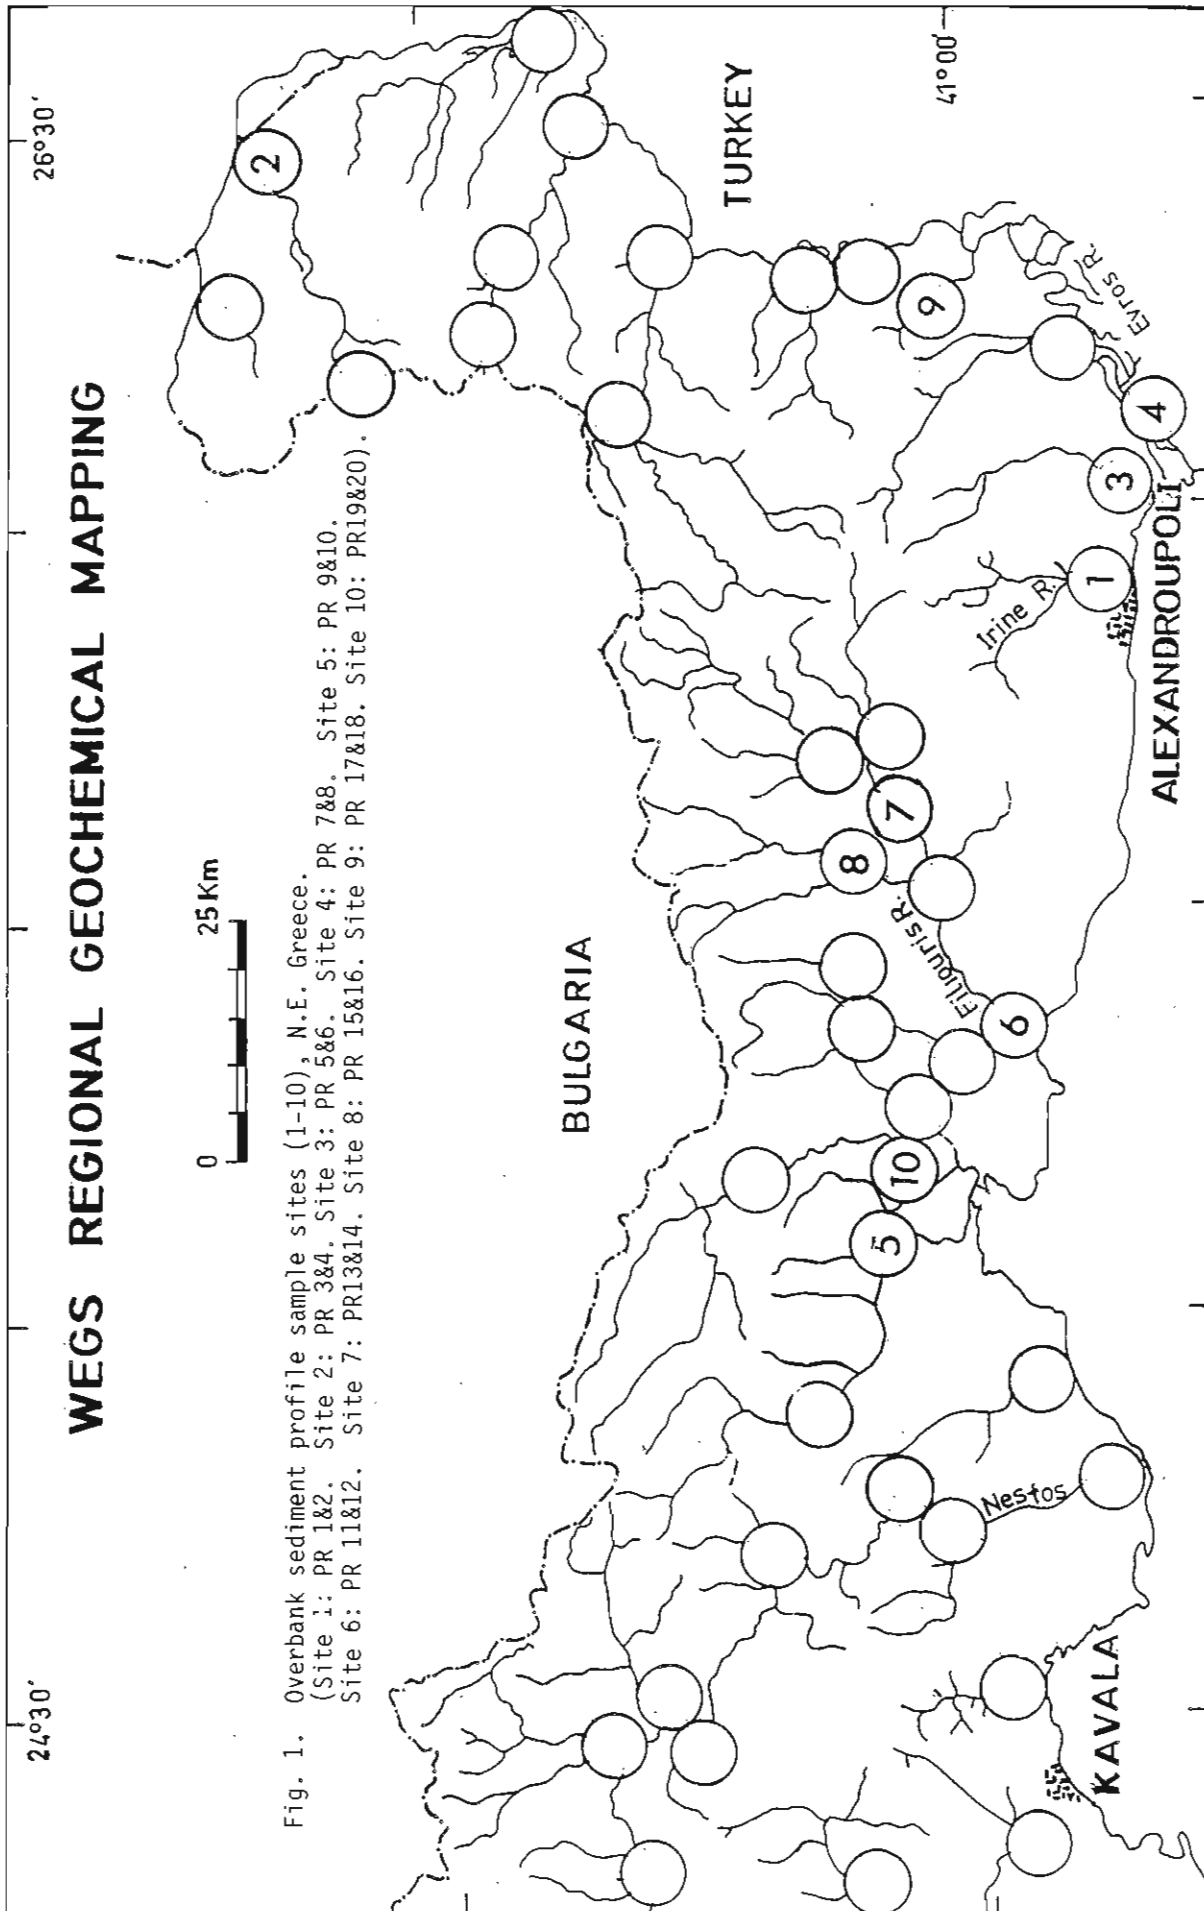 WEGS REGIONAL GEOCHEMICAL MAPPING
24°30′
26°30′
0 25 Km
Fig. 1. Overbank sediment profile sample sites (1-10), N.E. Greece.
(Site 1: PR 1&2. Site 2: PR 3&4. Site 3: PR 5&6. Site 4: PR 7&8. Site 5: PR 9&10.
Site 6: PR 11&12. Site 7: PR13&14. Site 8: PR 15&16. Site 9: PR 17&18. Site 10: PR19&20).
BULGARIA
TURKEY
41°00′
2
8
7
9
5
10
6
1
3
4
Filiouris R.
Irine R.
Evros R.
Nestos
KAVALA
ALEXANDROUPOLI